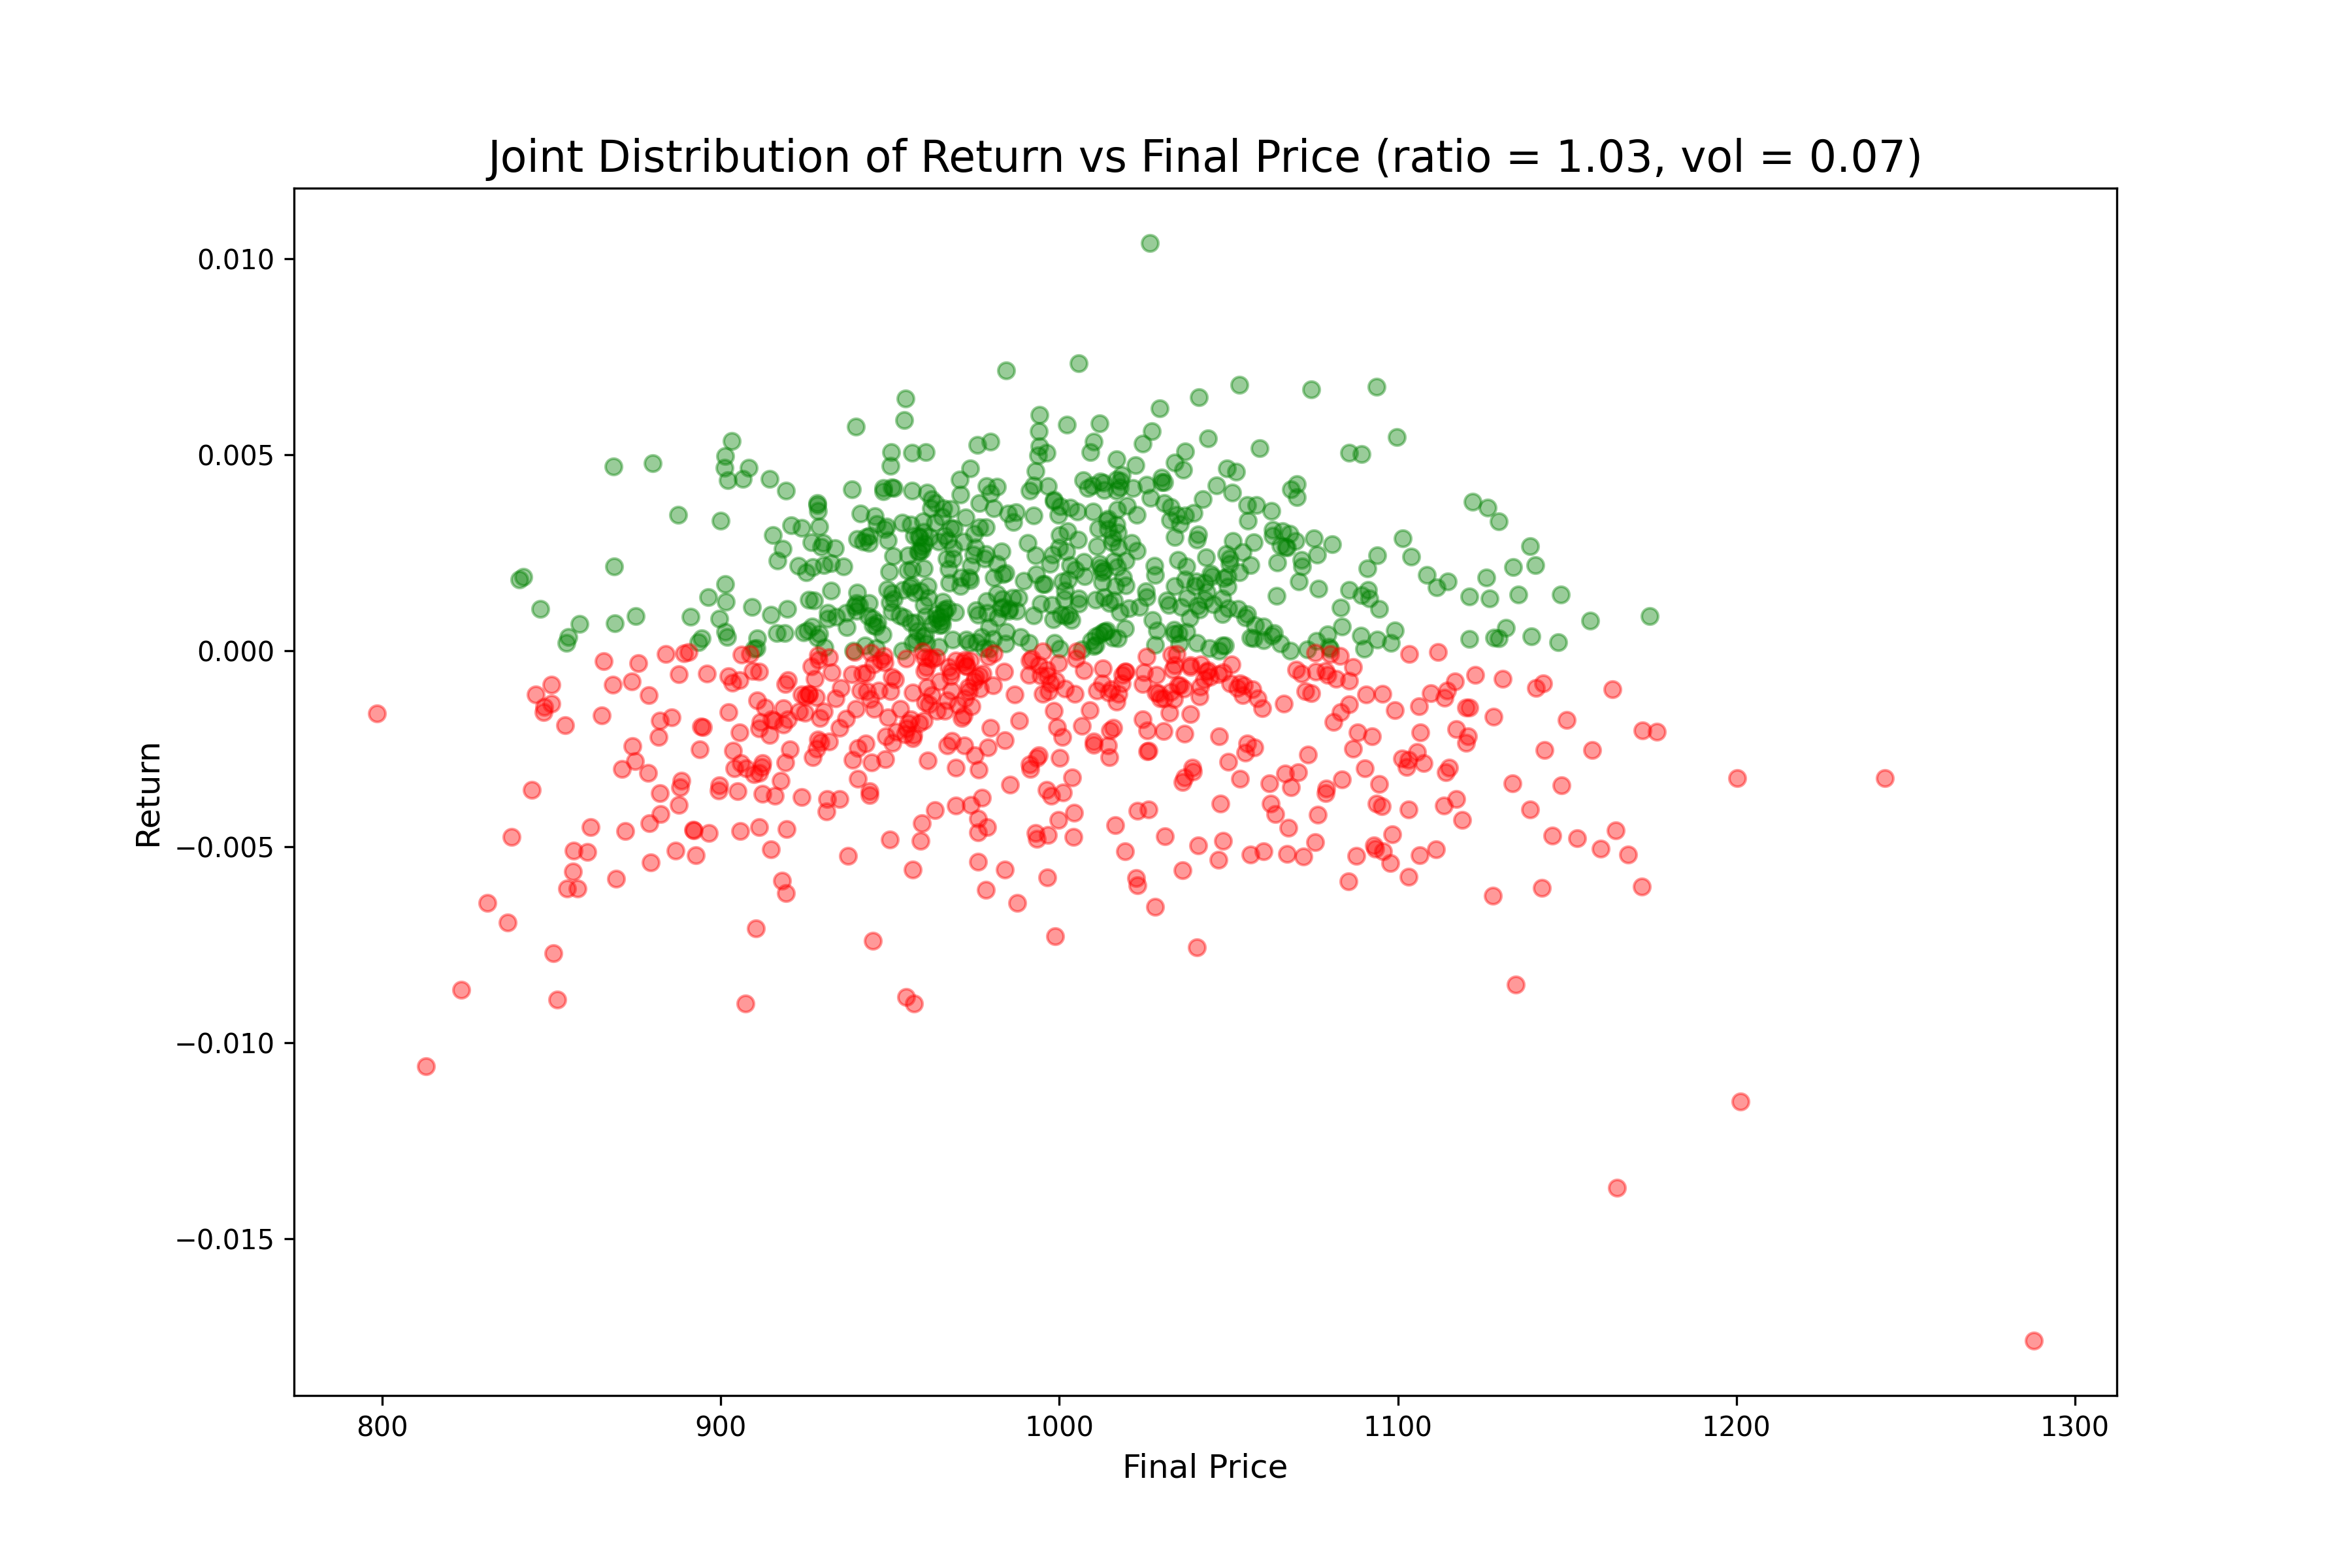 Joint Distribution of Return vs Final Price (ratio = 1.03, vol = 0.07)
0.010
0.005
0.000
−0.005
−0.010
−0.015
Return
800 900 1000 1100 1200 1300
Final Price